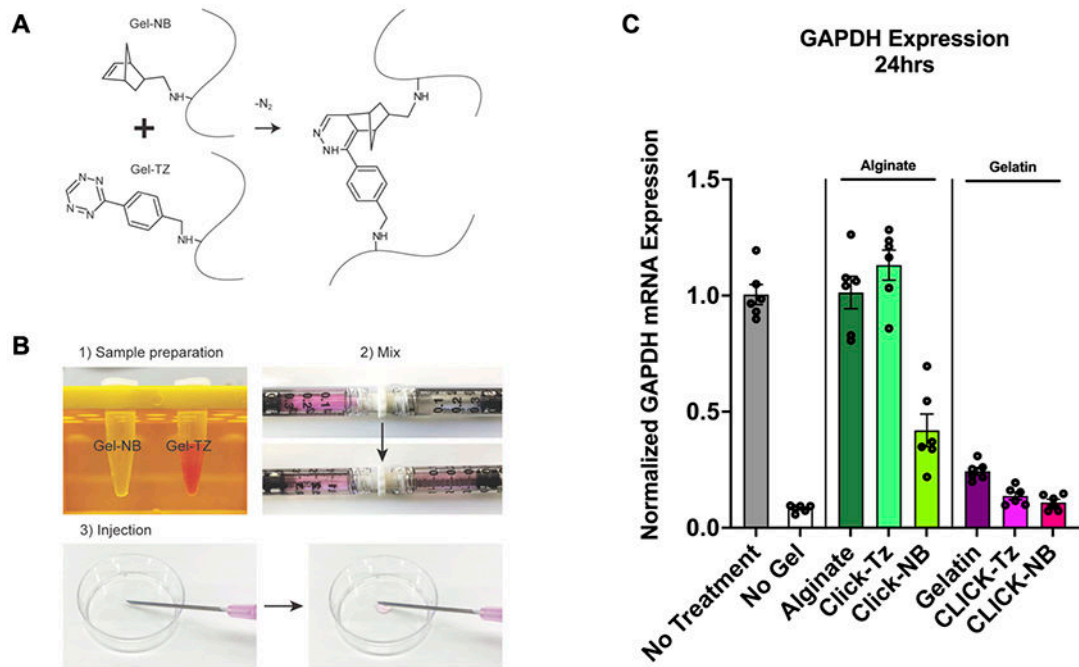 A
Gel-NB
NH
-N₂
+
Gel-TZ
N
N
N
N
NH
NH
N
NH
NH
B
1) Sample preparation
2) Mix
Gel-NB
Gel-TZ
3) Injection
C
GAPDH Expression
24hrs
Alginate
Gelatin
Normalized GAPDH mRNA Expression
2.0
1.5
1.0
0.5
0.0
No Treatment
No Gel
Alginate
Click-Tz
Click-NB
Gelatin
CLICK-Tz
CLICK-NB